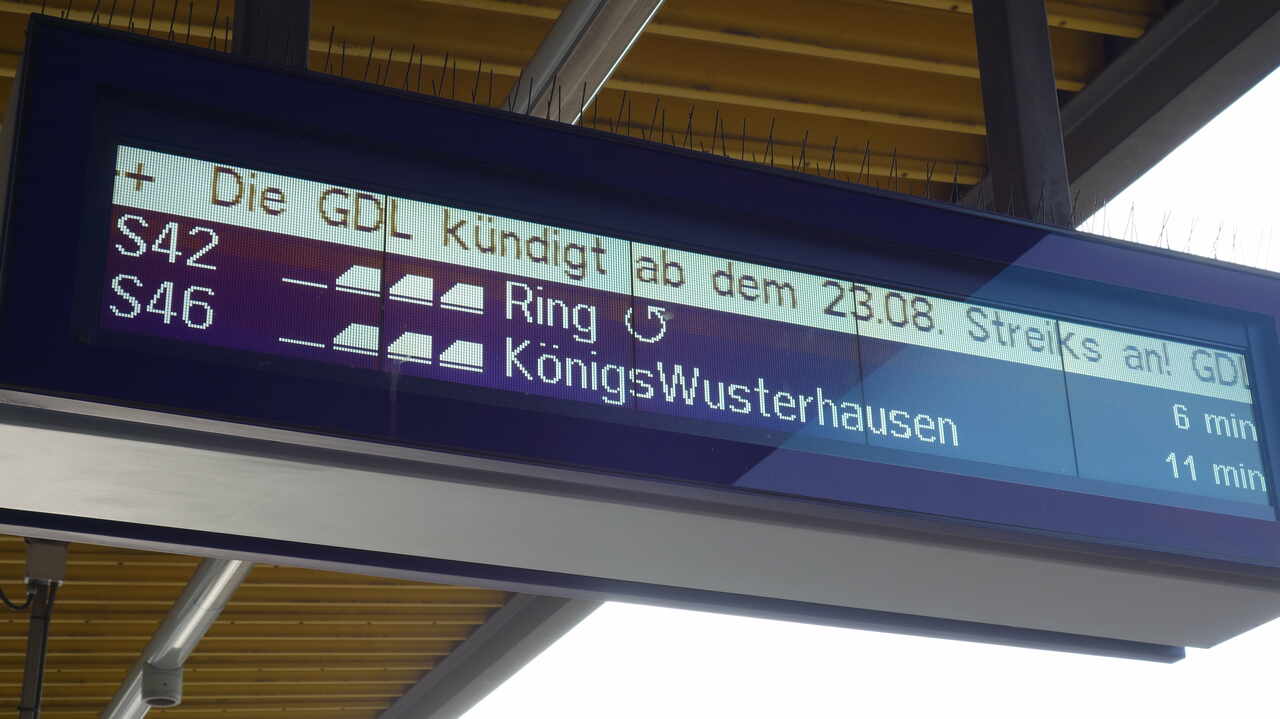 + Die GDL kündigt ab dem 23.08. Streiks an! GDL
S42 Ring 6 min
S46 KönigsWusterhausen 11 min